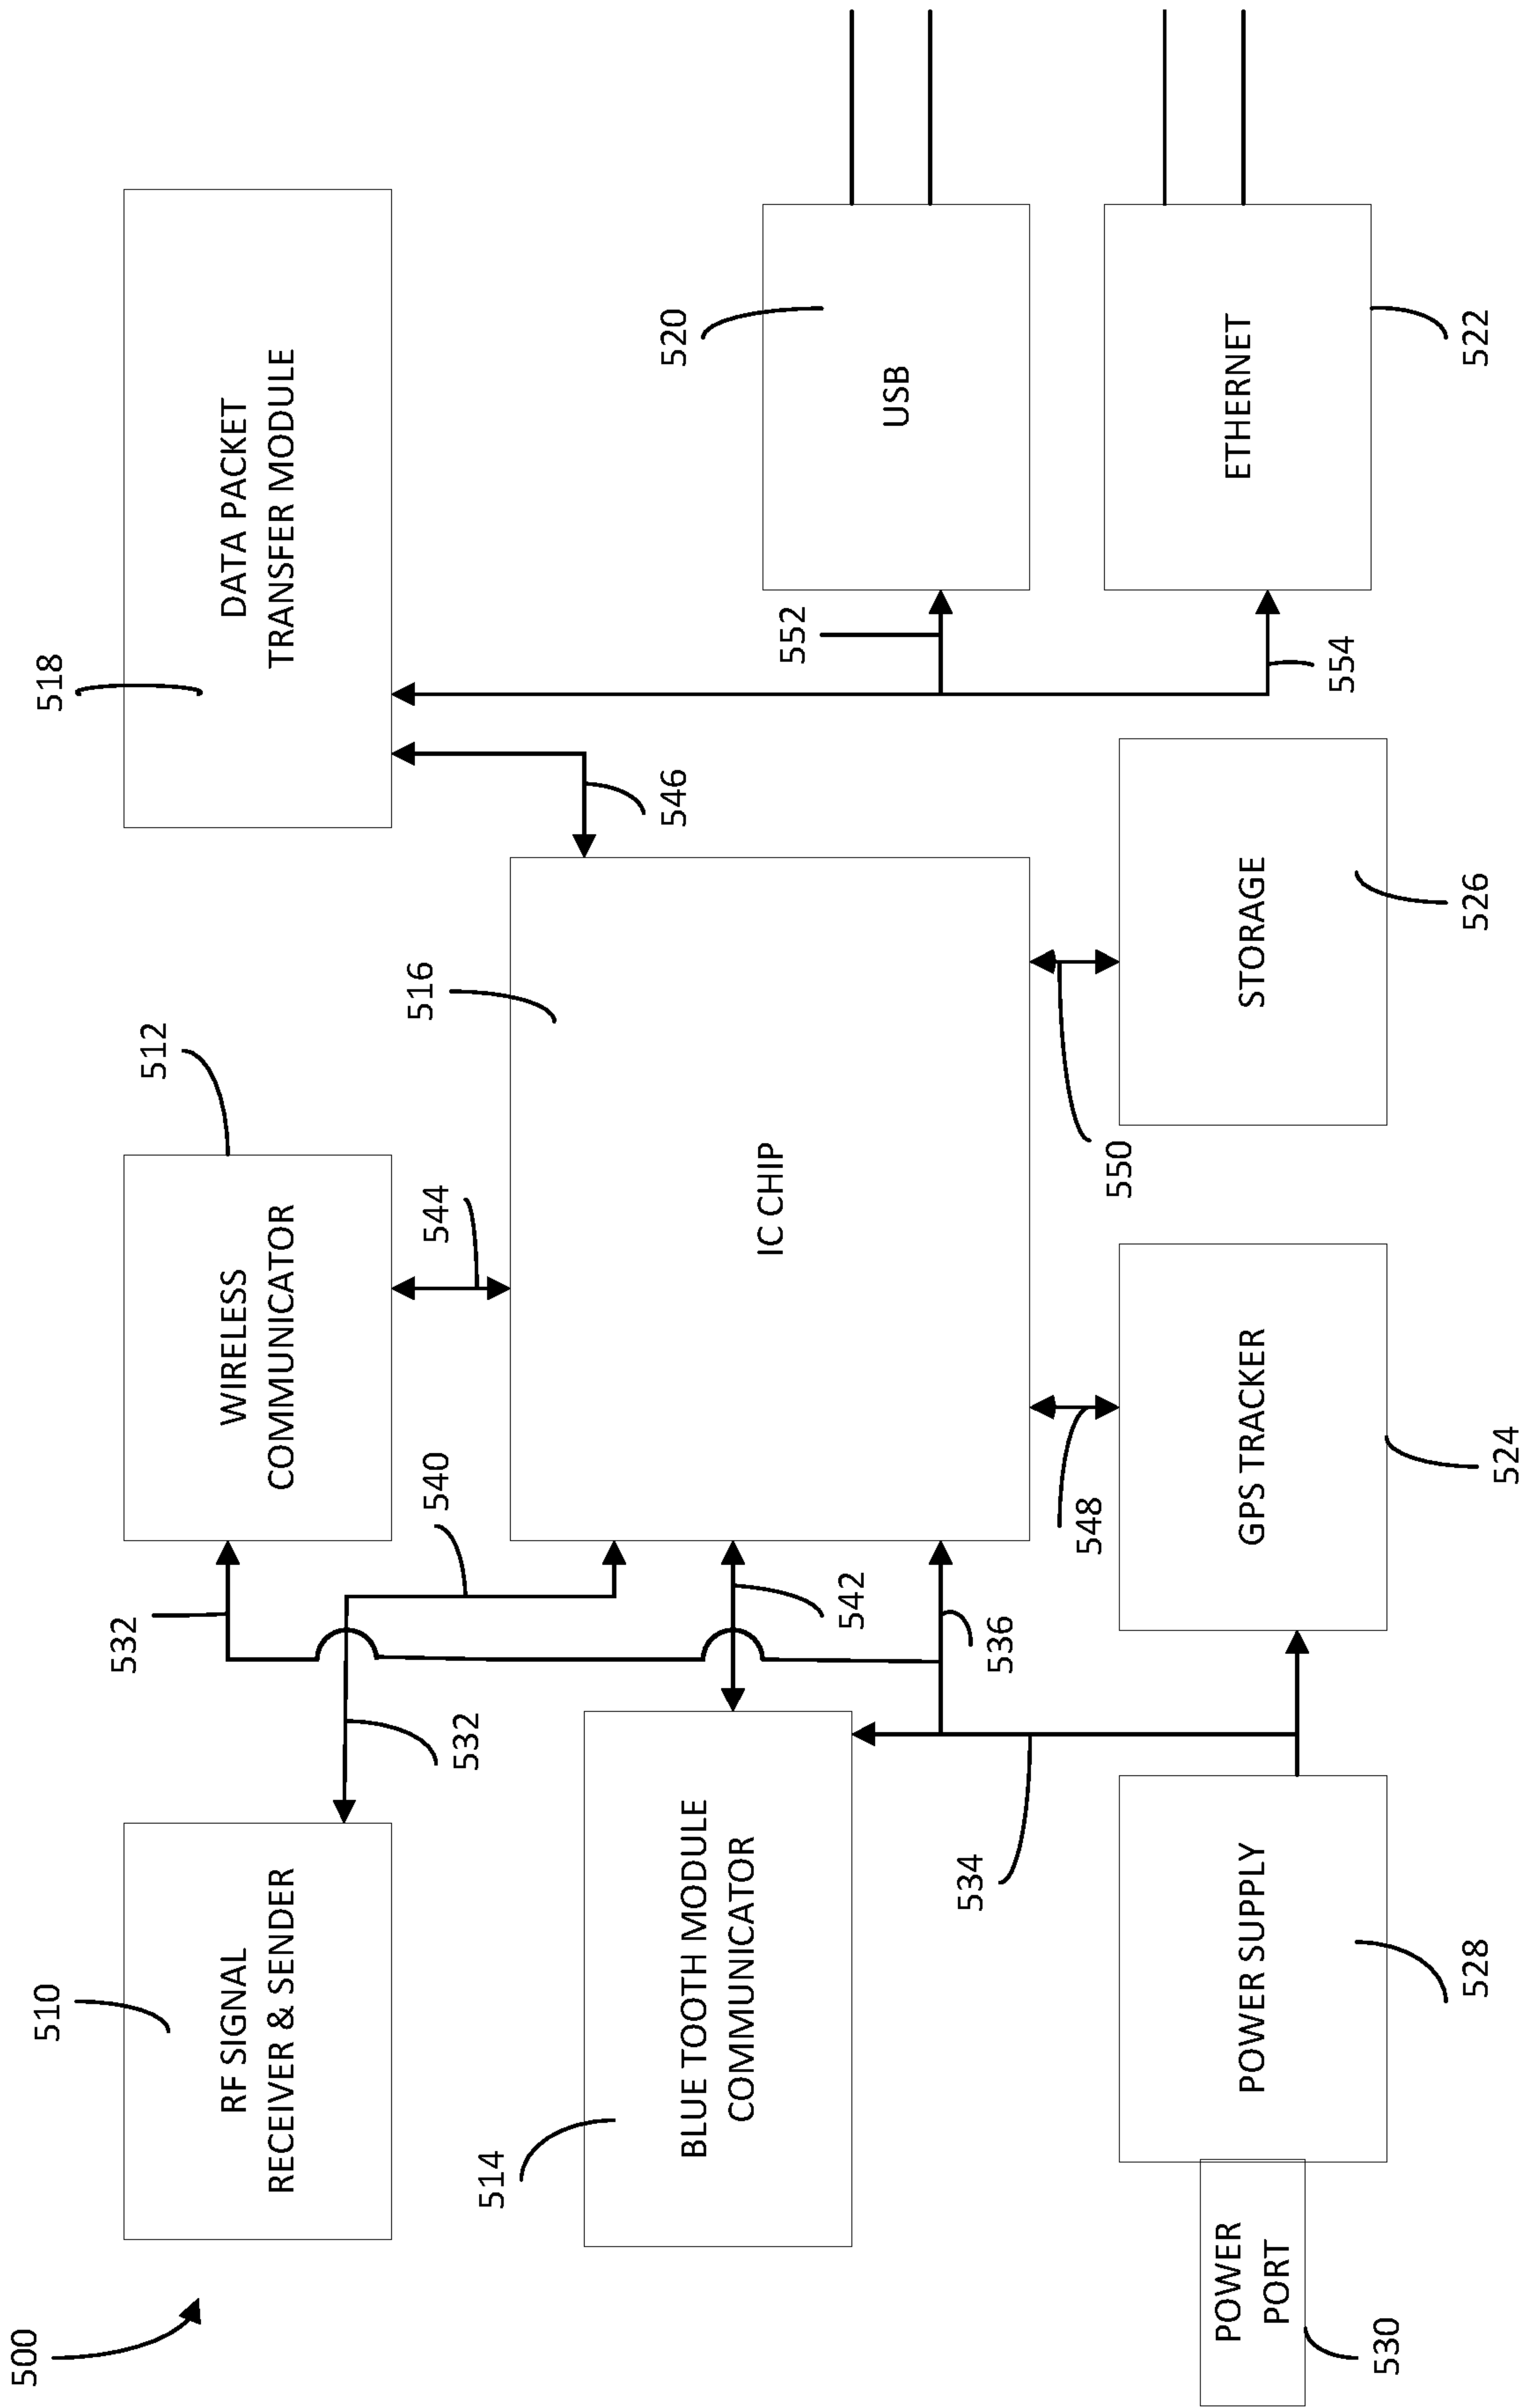 500
510
RF SIGNAL
RECEIVER & SENDER
532
532
540
WIRELESS
COMMUNICATOR
512
544
518
DATA PACKET
TRANSFER MODULE
514
BLUE TOOTH MODULE
COMMUNICATOR
542
536
534
516
IC CHIP
546
552
520
USB
530
POWER
PORT
POWER SUPPLY
528
548
GPS TRACKER
524
550
STORAGE
526
554
ETHERNET
522